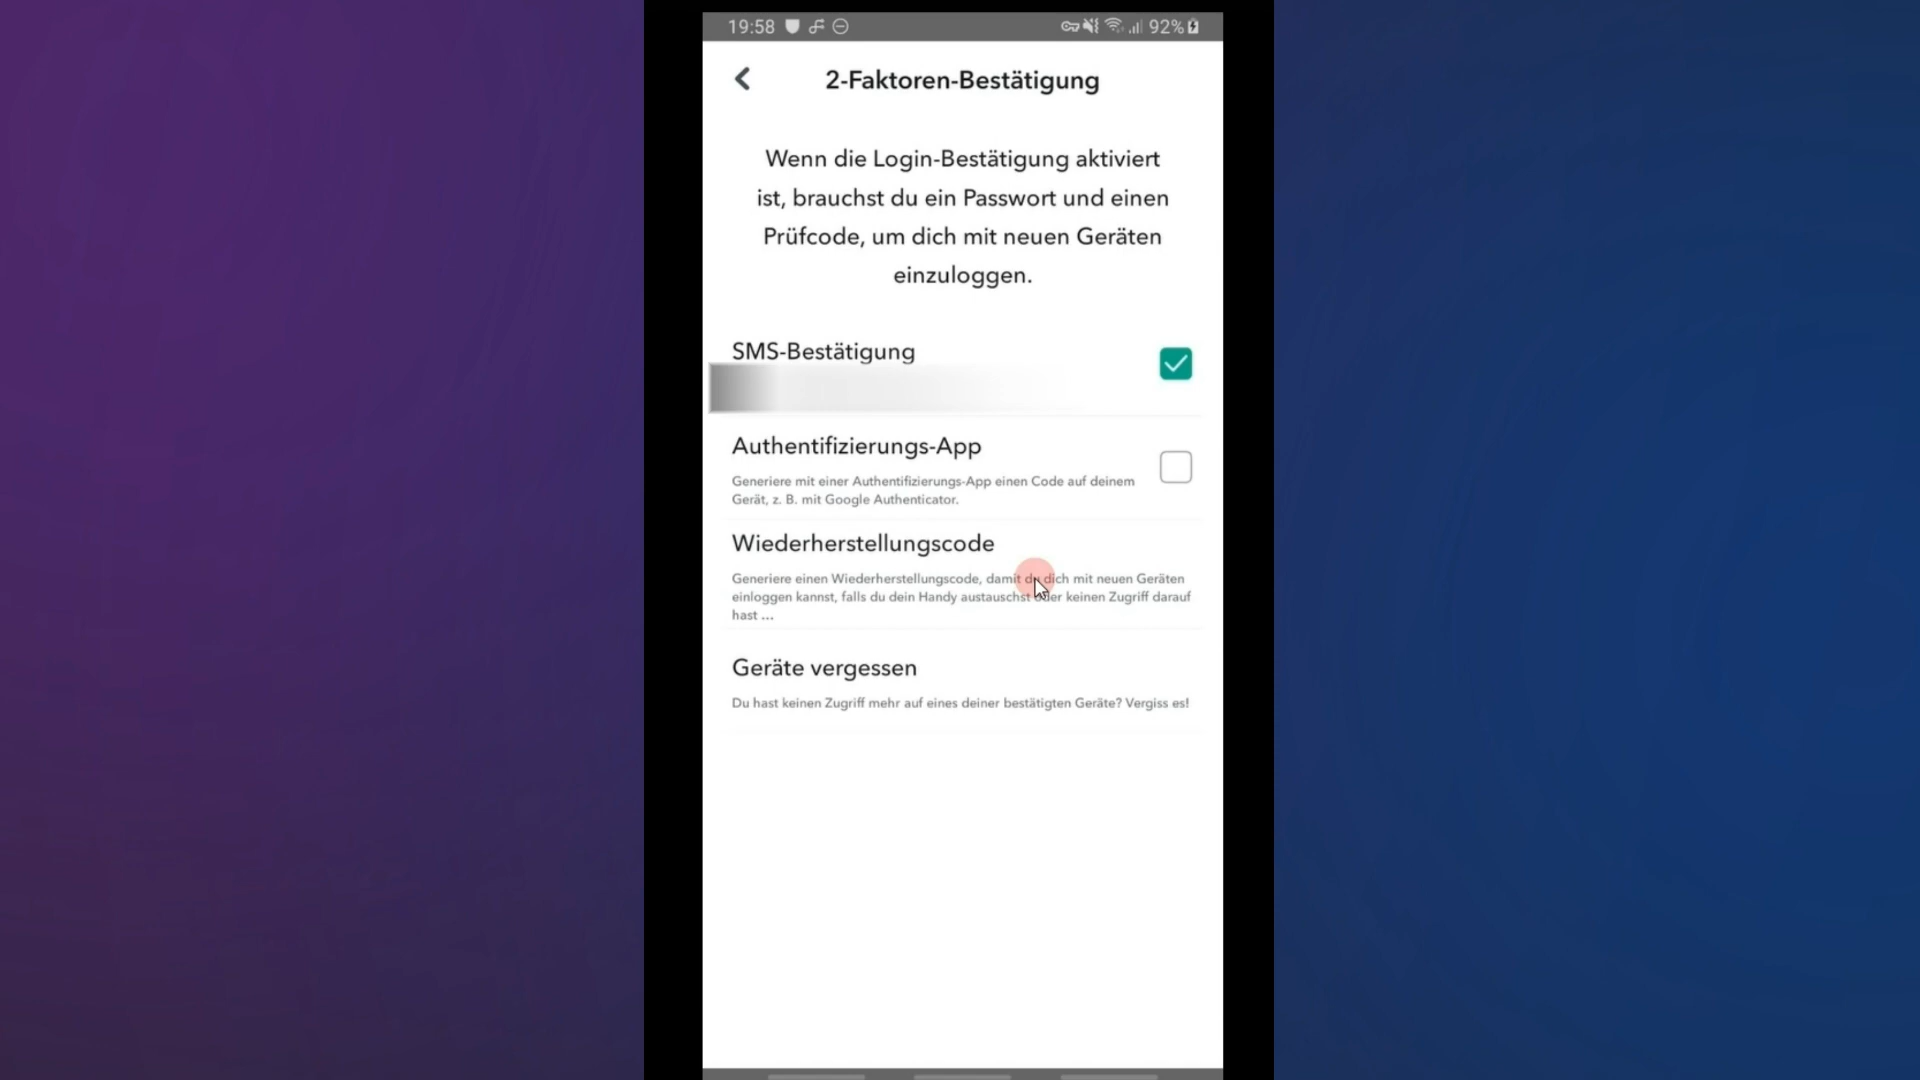 19:58
92%
2-Faktoren-Bestätigung
Wenn die Login-Bestätigung aktiviert
ist, brauchst du ein Passwort und einen
Prüfcode, um dich mit neuen Geräten
einzuloggen.
SMS-Bestätigung
Authentifizierungs-App
Generiere mit einer Authentifizierungs-App einen Code auf deinem
Gerät, z. B. mit Google Authenticator.
Wiederherstellungscode
Generiere einen Wiederherstellungscode, damit du dich mit neuen Geräten
einloggen kannst, falls du dein Handy austauschst oder keinen Zugriff darauf
hast ...
Geräte vergessen
Du hast keinen Zugriff mehr auf eines deiner bestätigten Geräte? Vergiss es!